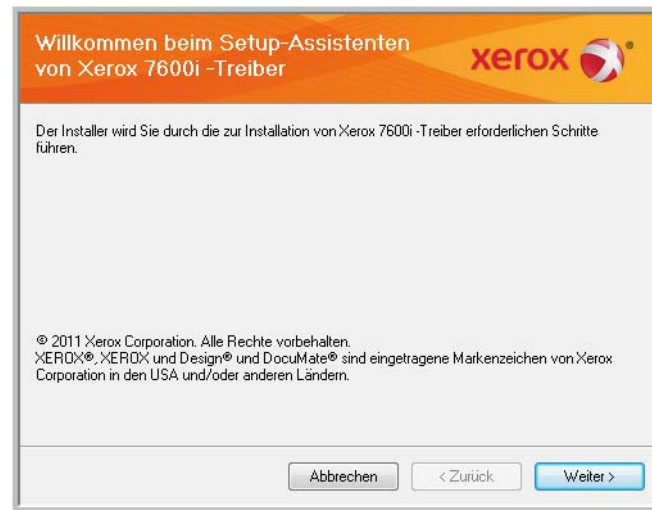 Willkommen beim Setup-Assistenten
von Xerox 7600i -Treiber
xerox
Der Installer wird Sie durch die zur Installation von Xerox 7600i -Treiber erforderlichen Schritte
führen.
© 2011 Xerox Corporation. Alle Rechte vorbehalten.
XEROX®, XEROX und Design® und DocuMate® sind eingetragene Markenzeichen von Xerox
Corporation in den USA und/oder anderen Ländern.
Abbrechen < Zurück Weiter >